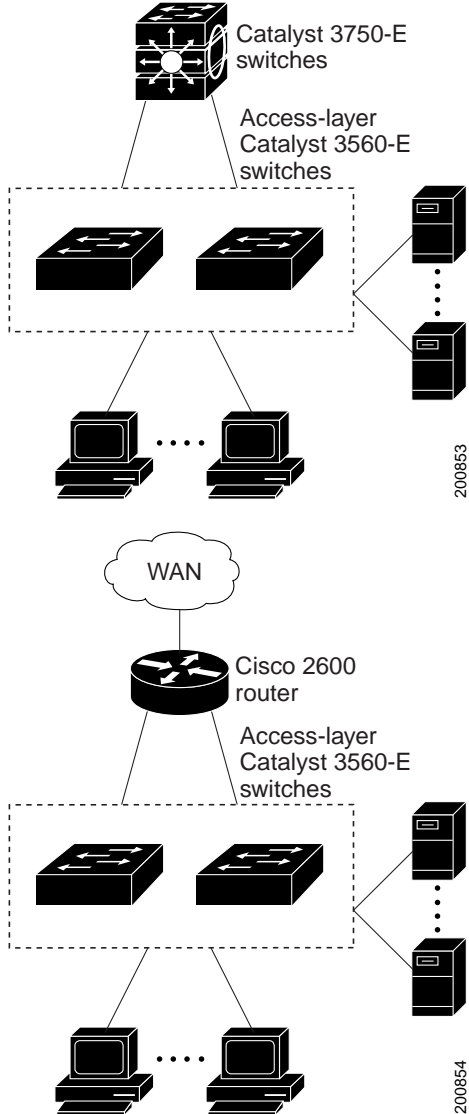 Catalyst 3750-E
switches
Access-layer
Catalyst 3560-E
switches
200853
WAN
Cisco 2600
router
Access-layer
Catalyst 3560-E
switches
200854